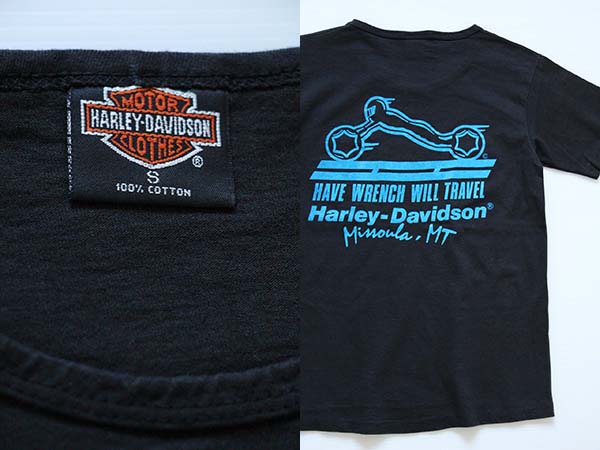 MOTOR
HARLEY-DAVIDSON
CLOTHES
®
S
100% COTTON
©
HAVE WRENCH WILL TRAVEL
Harley-Davidson®
Missoula, MT